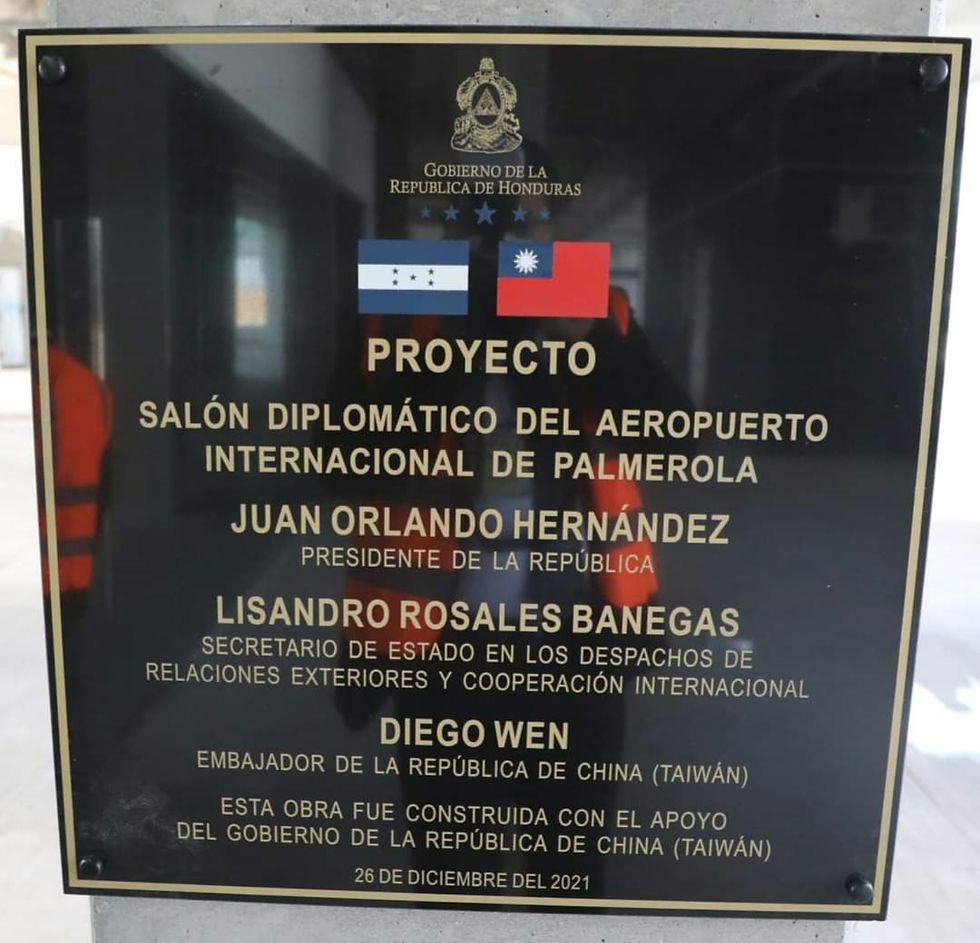 GOBIERNO DE LA
REPUBLICA DE HONDURAS
PROYECTO
SALÓN DIPLOMÁTICO DEL AEROPUERTO
INTERNACIONAL DE PALMEROLA
JUAN ORLANDO HERNÁNDEZ
PRESIDENTE DE LA REPÚBLICA
LISANDRO ROSALES BANEGAS
SECRETARIO DE ESTADO EN LOS DESPACHOS DE
RELACIONES EXTERIORES Y COOPERACIÓN INTERNACIONAL
DIEGO WEN
EMBAJADOR DE LA REPÚBLICA DE CHINA (TAIWÁN)
ESTA OBRA FUE CONSTRUIDA CON EL APOYO
DEL GOBIERNO DE LA REPÚBLICA DE CHINA (TAIWÁN)
26 DE DICIEMBRE DEL 2021